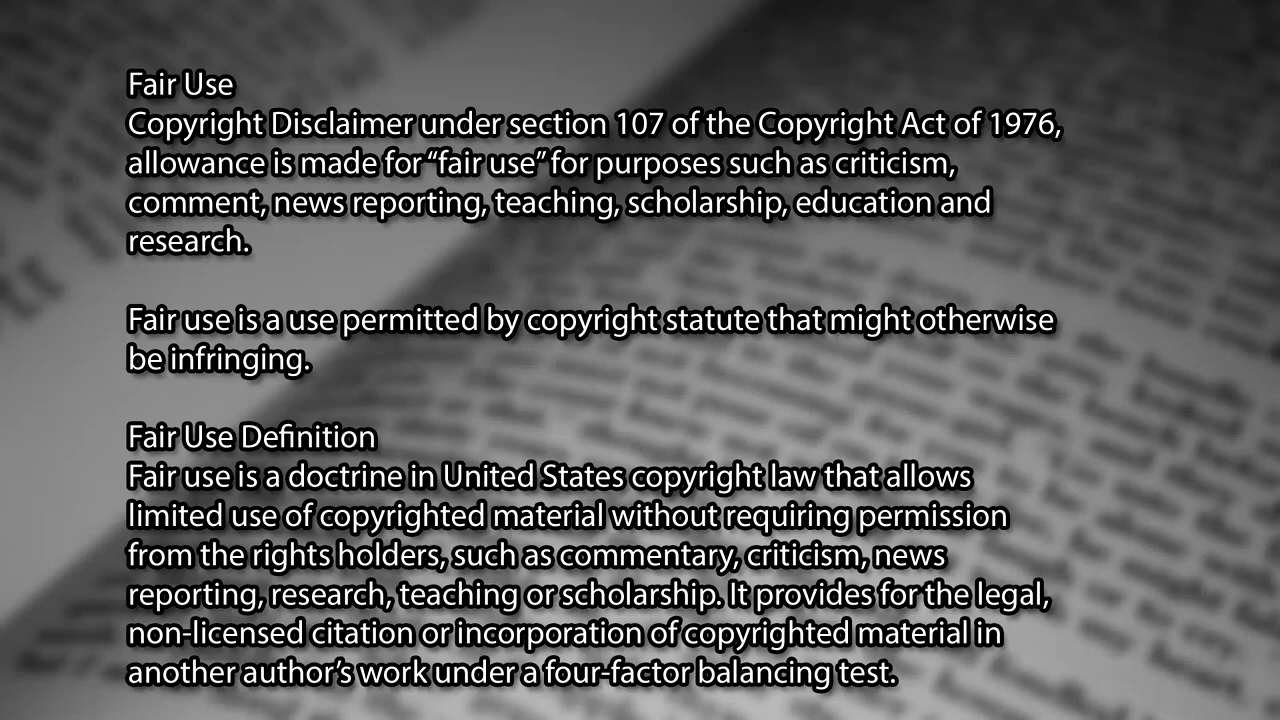 Fair Use
Copyright Disclaimer under section 107 of the Copyright Act of 1976,
allowance is made for “fair use” for purposes such as criticism,
comment, news reporting, teaching, scholarship, education and
research.
Fair use is a use permitted by copyright statute that might otherwise
be infringing.
Fair Use Definition
Fair use is a doctrine in United States copyright law that allows
limited use of copyrighted material without requiring permission
from the rights holders, such as commentary, criticism, news
reporting, research, teaching or scholarship. It provides for the legal,
non-licensed citation or incorporation of copyrighted material in
another author’s work under a four-factor balancing test.